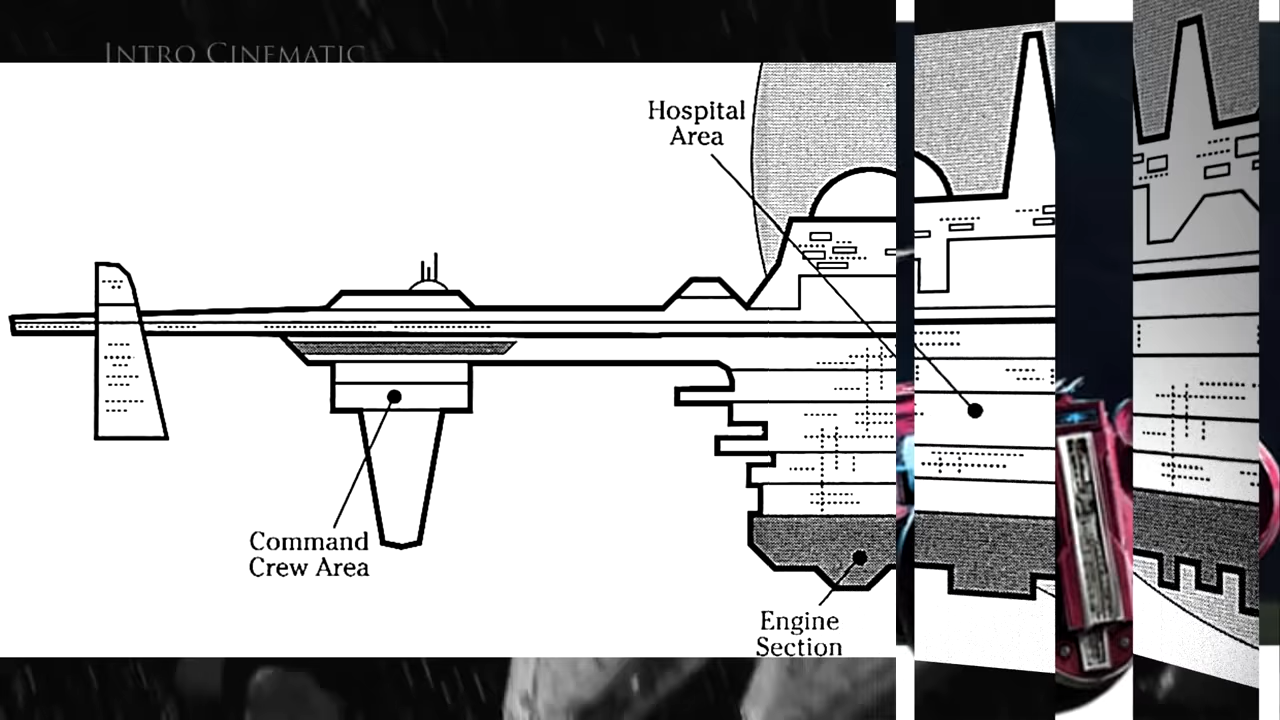 INTRO CINEMATIC
Hospital
Area
Command
Crew Area
Engine
Section